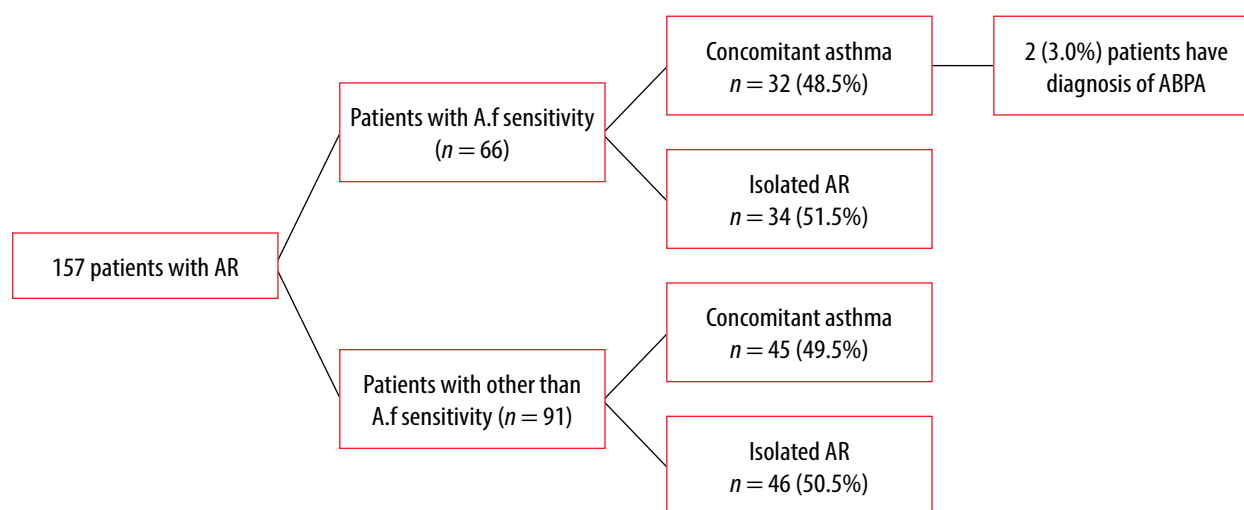 157 patients with AR
Patients with A.f sensitivity
(n = 66)
Patients with other than
A.f sensitivity (n = 91)
Concomitant asthma
n = 32 (48.5%)
Isolated AR
n = 34 (51.5%)
Concomitant asthma
n = 45 (49.5%)
Isolated AR
n = 46 (50.5%)
2 (3.0%) patients have
diagnosis of ABPA